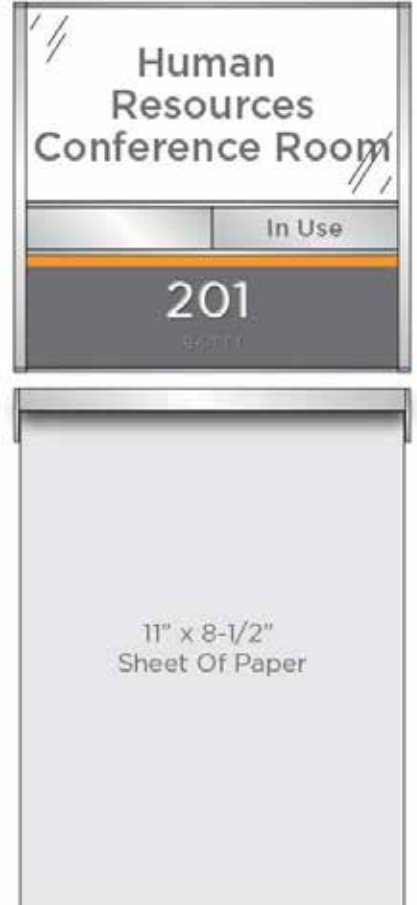 Human
Resources
Conference Room
In Use
201
11" x 8-1/2"
Sheet Of Paper